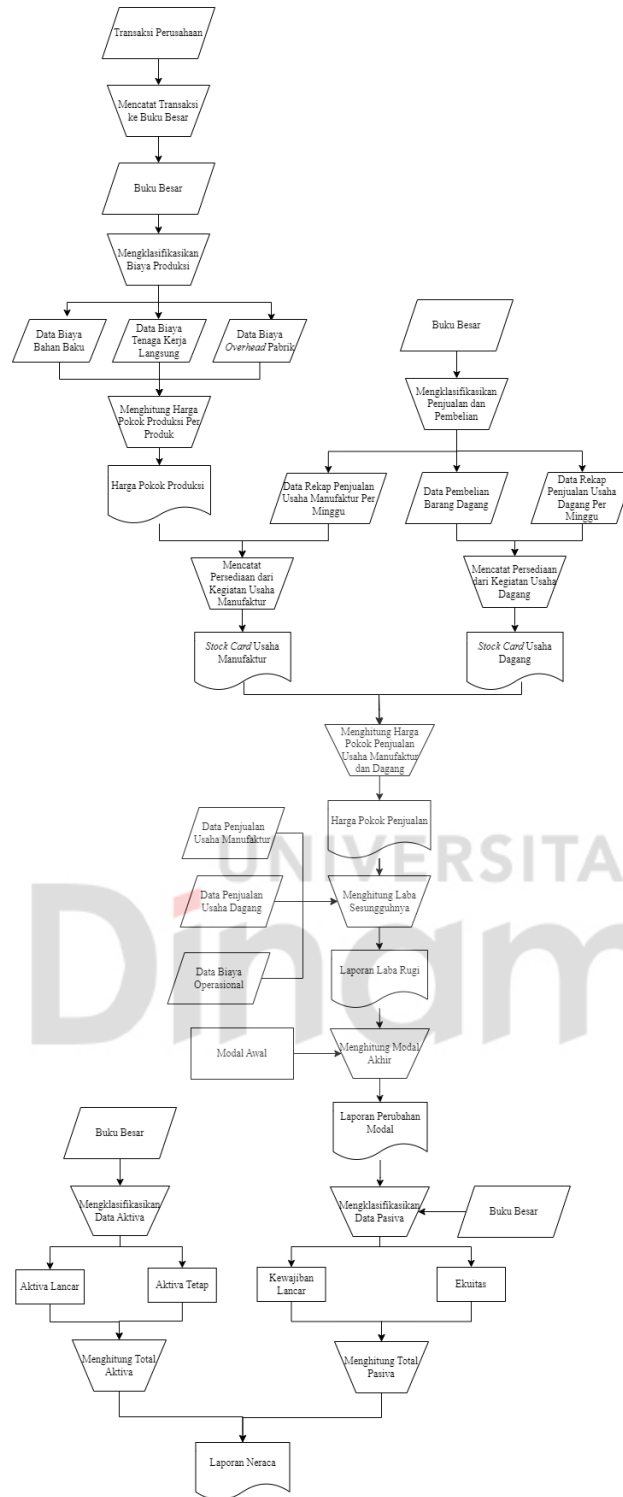 Transaksi Perusahaan
Mencatat Transaksi
ke Buku Besar
Buku Besar
Mengklasifikasikan
Biaya Produksi
Data Biaya
Bahan Baku
Data Biaya
Tenaga Kerja
Langsung
Data Biaya
Overhead Pabrik
Menghitung Harga
Pokok Produksi Per
Produk
Harga Pokok Produksi
Buku Besar
Mengklasifikasikan
Penjualan dan
Pembelian
Data Rekap Penjualan
Usaha Manufaktur Per
Minggu
Data Pembelian
Barang Dagang
Data Rekap
Penjualan Usaha
Dagang Per
Minggu
Mencatat
Persediaan dari
Kegiatan Usaha
Manufaktur
Mencatat Persediaan
dari Kegiatan Usaha
Dagang
Stock Card Usaha
Manufaktur
Stock Card Usaha
Dagang
Menghitung Harga
Pokok Penjualan
Usaha Manufaktur
dan Dagang
Harga Pokok Penjualan
Data Penjualan
Usaha Manufaktur
UNIVERSITA
Data Penjualan
Usaha Dagang
Menghitung Laba
Sesungguhnya
Dinam
Data Biaya
Operasional
Laporan Laba Rugi
Modal Awal
Menghitung Modal
Akhir
Laporan Perubahan
Modal
Buku Besar
Mengklasifikasikan
Data Aktiva
Mengklasifikasikan
Data Pasiva
Buku Besar
Aktiva Lancar
Aktiva Tetap
Kewajiban
Lancar
Ekuitas
Menghitung Total
Aktiva
Menghitung Total
Pasiva
Laporan Neraca